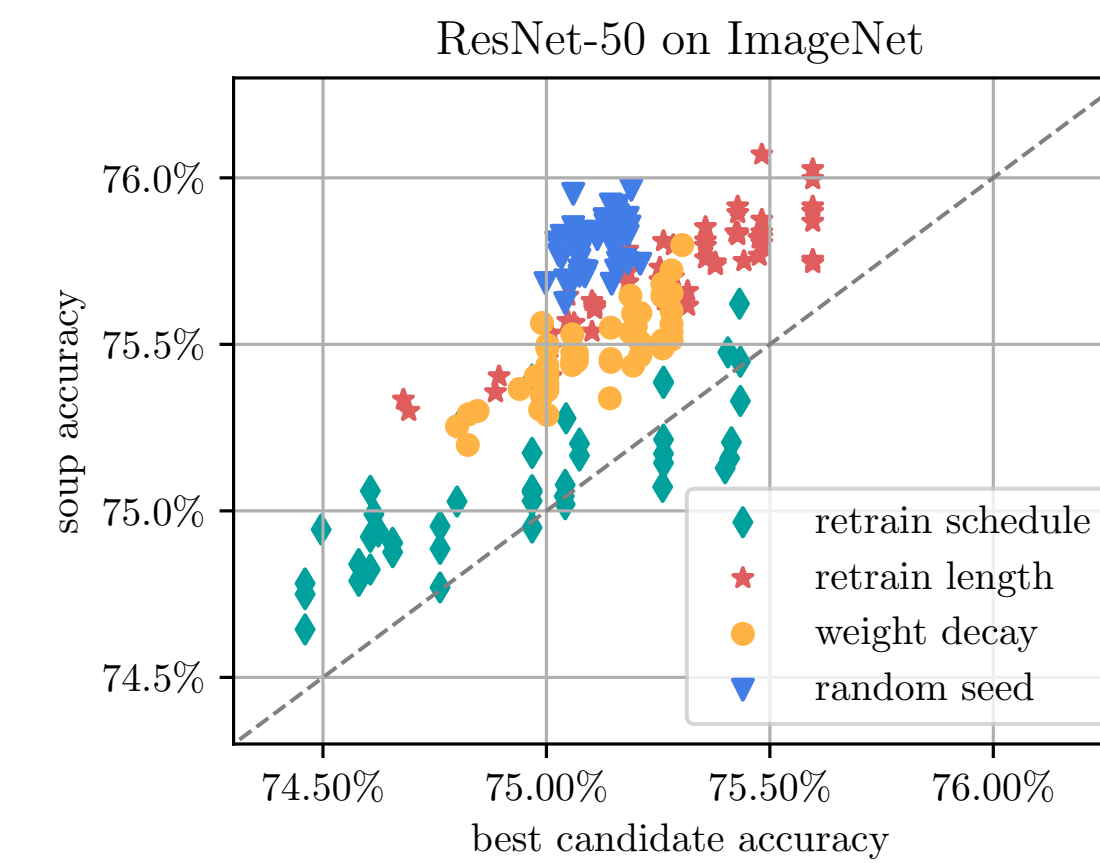 ResNet-50 on ImageNet
76.0%
75.5%
75.0%
74.5%
soup accuracy
retrain schedule
retrain length
weight decay
random seed
74.50% 75.00% 75.50% 76.00%
best candidate accuracy